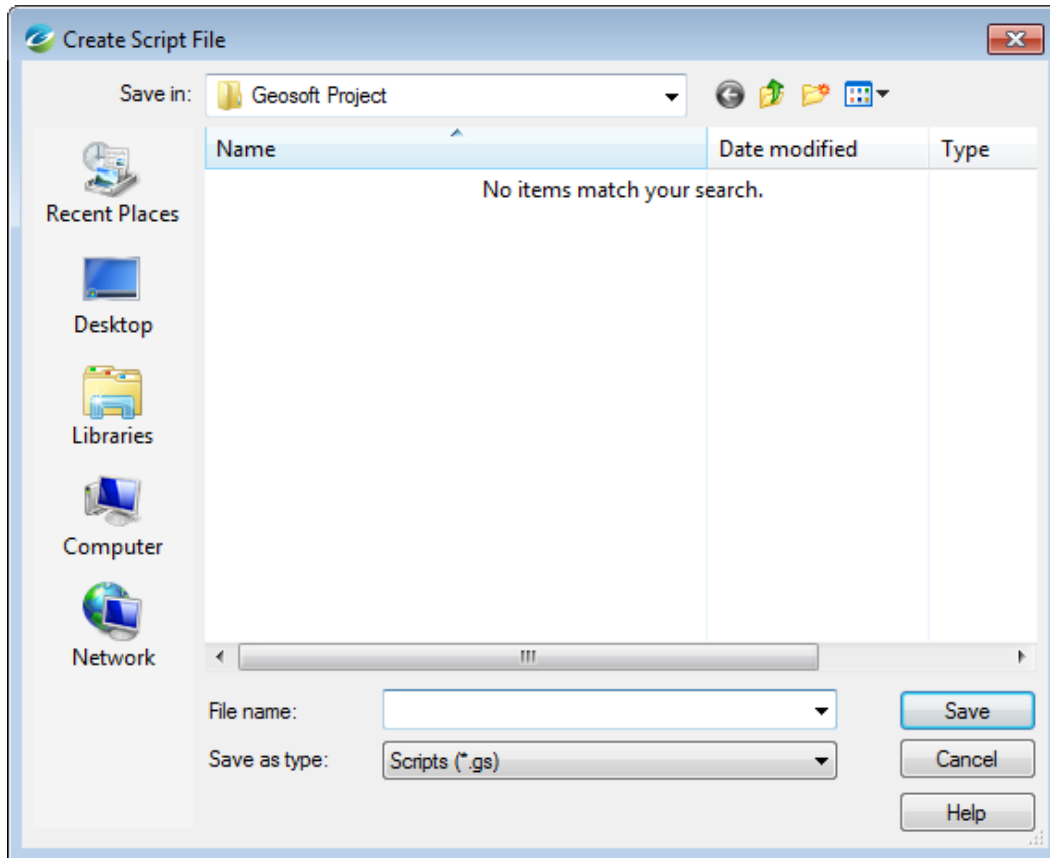 Create Script File
Save in: Geosoft Project
Name Date modified Type
No items match your search.
Recent Places
Desktop
Libraries
Computer
Network
File name: Save
Save as type: Scripts (*.gs) Cancel
Help